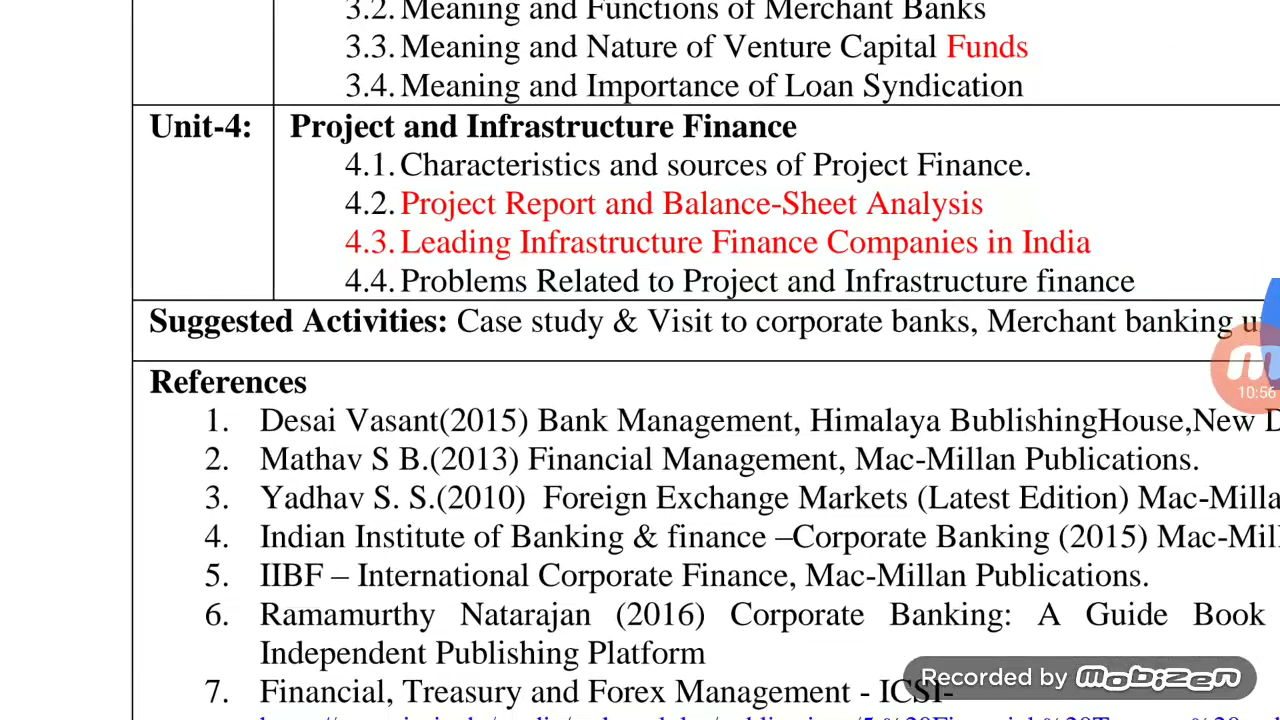 3.2. Meaning and Functions of Merchant Banks
3.3. Meaning and Nature of Venture Capital Funds
3.4. Meaning and Importance of Loan Syndication
Unit-4: Project and Infrastructure Finance
4.1. Characteristics and sources of Project Finance.
4.2. Project Report and Balance-Sheet Analysis
4.3. Leading Infrastructure Finance Companies in India
4.4. Problems Related to Project and Infrastructure finance
Suggested Activities: Case study & Visit to corporate banks, Merchant banking
10:56
References
1. Desai Vasant(2015) Bank Management, Himalaya BublishingHouse,New
2. Mathav S B.(2013) Financial Management, Mac-Millan Publications.
3. Yadhav S. S.(2010) Foreign Exchange Markets (Latest Edition) Mac-Milla
4. Indian Institute of Banking & finance –Corporate Banking (2015) Mac-Mil
5. IIBF – International Corporate Finance, Mac-Millan Publications.
6. Ramamurthy Natarajan (2016) Corporate Banking: A Guide Book
Independent Publishing Platform
Recorded by mobizen
7. Financial, Treasury and Forex Management - ICSI-